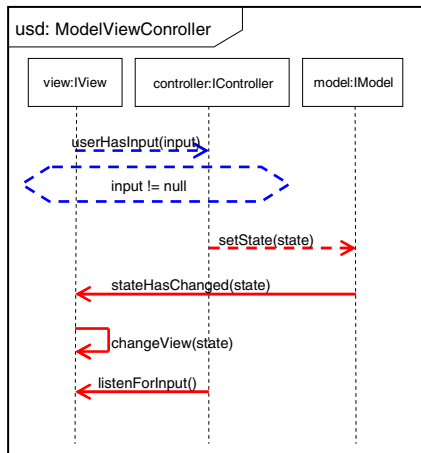 usd: ModelViewConroller
view:IView
controller:IController
model:IModel
userHasInput(input)
input != null
setState(state)
stateHasChanged(state)
changeView(state)
listenForInput()